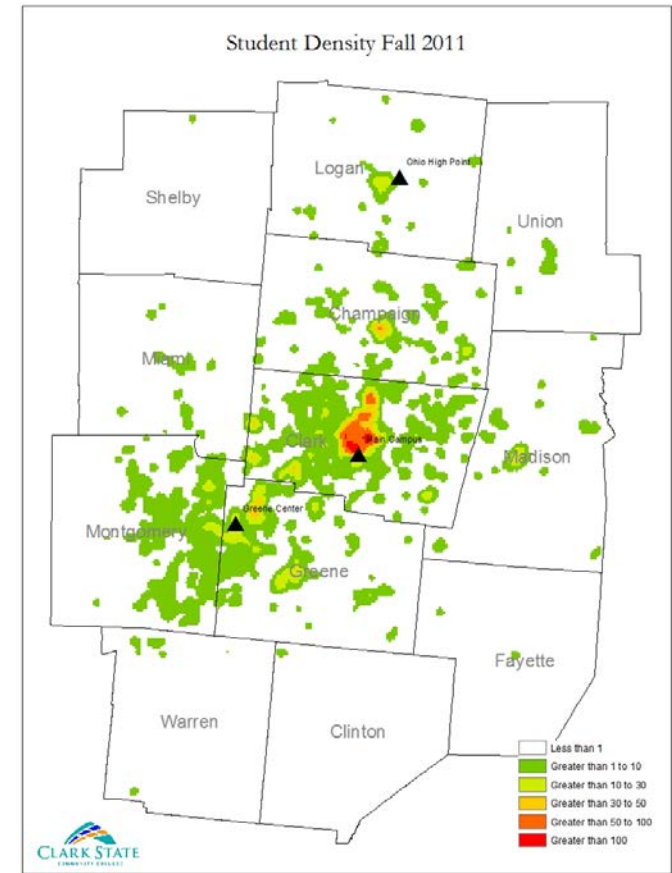 Student Density Fall 2011
Logan
Ohio High Point
Shelby
Union
Champaign
Miami
Clark
Main Campus
Madison
Greene Center
Montgomery
Greene
Fayette
Warren
Clinton
Less than 1
Greater than 1 to 10
Greater than 10 to 30
Greater than 30 to 50
Greater than 50 to 100
Greater than 100
CLARK STATE
COMMUNITY COLLEGE